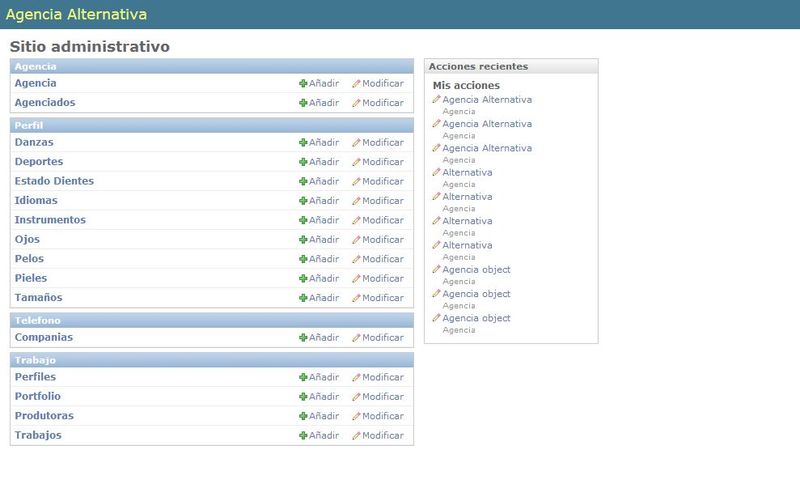 Agencia Alternativa
Sitio administrativo
Agencia
Agencia Añadir Modificar
Agenciados Añadir Modificar
Perfil
Danzas Añadir Modificar
Deportes Añadir Modificar
Estado Dientes Añadir Modificar
Idiomas Añadir Modificar
Instrumentos Añadir Modificar
Ojos Añadir Modificar
Pelos Añadir Modificar
Pieles Añadir Modificar
Tamaños Añadir Modificar
Telefono
Companias Añadir Modificar
Trabajo
Perfiles Añadir Modificar
Portfolio Añadir Modificar
Produtoras Añadir Modificar
Trabajos Añadir Modificar
Acciones recientes
Mis acciones
Agencia Alternativa
Agencia
Agencia Alternativa
Agencia
Agencia Alternativa
Agencia
Alternativa
Agencia
Alternativa
Agencia
Alternativa
Agencia
Alternativa
Agencia
Agencia object
Agencia
Agencia object
Agencia
Agencia object
Agencia